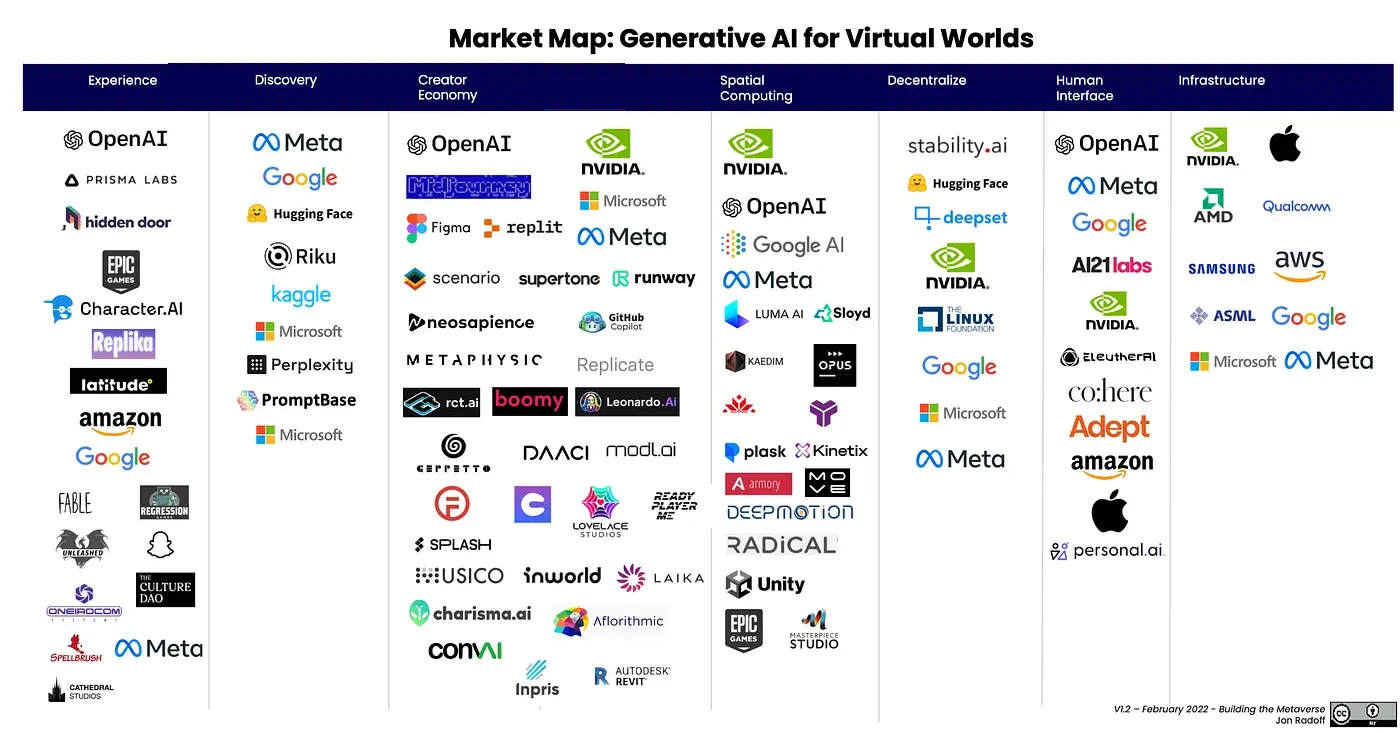 Market Map: Generative AI for Virtual Worlds
Experience
Discovery
Creator
Economy
Spatial
Computing
Decentralize
Human
Interface
Infrastructure
OpenAI
PRISMA LABS
hidden door
EPIC
GAMES
Character.AI
Replika
latitude
amazon
Google
FABLE
REGRESSION
GAMES
UNLEASHED
THE
CULTURE
DAO
ONEIROCOM
SYSTEMS
SPELLBRUSH
Meta
CATHEDRAL
STUDIOS
Meta
Google
Hugging Face
Riku
kaggle
Microsoft
Perplexity
PromptBase
Microsoft
OpenAI
NVIDIA.
MidJourney
Microsoft
Figma
replit
Meta
scenario
supertone
runway
neosapience
GitHub
Copilot
METAPHYSIC
Replicate
rct.ai
boomy
Leonardo.Ai
GEPPETTO
DAACI
modl.ai
F
C
LOVELACE
STUDIOS
READY
PLAYER
ME
SPLASH
MUSICO
inworld
LAIKA
charisma.ai
Aflorithmic
CONVAI
Inpris
R
AUTODESK®
REVIT®
NVIDIA.
OpenAI
Google AI
Meta
LUMA AI
Sloyd
KAEDIM
OPUS
plask
Kinetix
A armory
MOVE
DEEPMOTION
RADiCAL
Unity
EPIC
GAMES
MASTERPIECE
STUDIO
stability.ai
Hugging Face
deepset
NVIDIA.
THE
LINUX
FOUNDATION
Google
Microsoft
Meta
OpenAI
Meta
Google
AI21labs
NVIDIA.
EleutherAI
co:here
Adept
amazon
personal.ai
NVIDIA.
AMD
Qualcomm
SAMSUNG
aws
ASML
Google
Microsoft
Meta
V1.2 – February 2022 - Building the Metaverse
Jon Radoff
cc